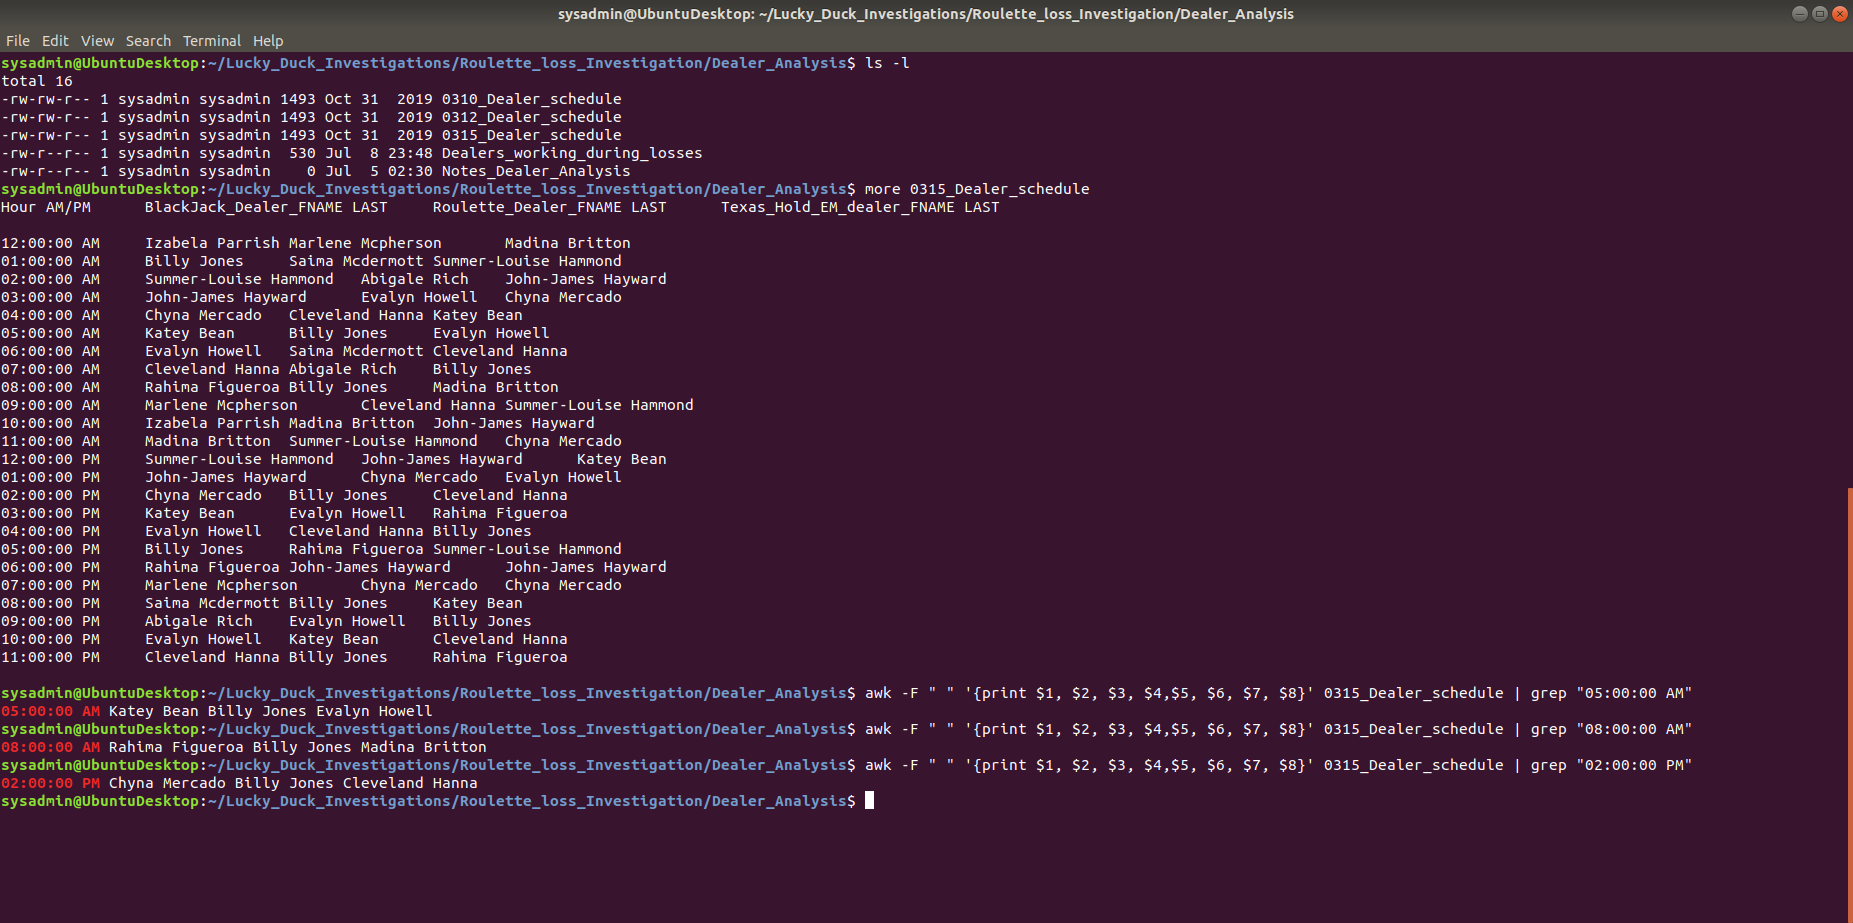 sysadmin@UbuntuDesktop: ~/Lucky_Duck_Investigations/Roulette_loss_Investigation/Dealer_Analysis
File Edit View Search Terminal Help
sysadmin@UbuntuDesktop:~/Lucky_Duck_Investigations/Roulette_loss_Investigation/Dealer_Analysis$ ls -l
total 16
-rw-rw-r-- 1 sysadmin sysadmin 1493 Oct 31  2019 0310_Dealer_schedule
-rw-rw-r-- 1 sysadmin sysadmin 1493 Oct 31  2019 0312_Dealer_schedule
-rw-rw-r-- 1 sysadmin sysadmin 1493 Oct 31  2019 0315_Dealer_schedule
-rw-r--r-- 1 sysadmin sysadmin  530 Jul  8 23:48 Dealers_working_during_losses
-rw-r--r-- 1 sysadmin sysadmin    0 Jul  5 02:30 Notes_Dealer_Analysis
sysadmin@UbuntuDesktop:~/Lucky_Duck_Investigations/Roulette_loss_Investigation/Dealer_Analysis$ more 0315_Dealer_schedule
Hour AM/PM      BlackJack_Dealer_FNAME LAST     Roulette_Dealer_FNAME LAST      Texas_Hold_EM_dealer_FNAME LAST
12:00:00 AM     Izabela Parrish Marlene Mcpherson       Madina Britton
01:00:00 AM     Billy Jones     Saima Mcdermott Summer-Louise Hammond
02:00:00 AM     Summer-Louise Hammond   Abigale Rich    John-James Hayward
03:00:00 AM     John-James Hayward      Evalyn Howell   Chyna Mercado
04:00:00 AM     Chyna Mercado   Cleveland Hanna Katey Bean
05:00:00 AM     Katey Bean      Billy Jones     Evalyn Howell
06:00:00 AM     Evalyn Howell   Saima Mcdermott Cleveland Hanna
07:00:00 AM     Cleveland Hanna Abigale Rich    Billy Jones
08:00:00 AM     Rahima Figueroa Billy Jones     Madina Britton
09:00:00 AM     Marlene Mcpherson       Cleveland Hanna Summer-Louise Hammond
10:00:00 AM     Izabela Parrish Madina Britton  John-James Hayward
11:00:00 AM     Madina Britton  Summer-Louise Hammond   Chyna Mercado
12:00:00 PM     Summer-Louise Hammond   John-James Hayward      Katey Bean
01:00:00 PM     John-James Hayward      Chyna Mercado   Evalyn Howell
02:00:00 PM     Chyna Mercado   Billy Jones     Cleveland Hanna
03:00:00 PM     Katey Bean      Evalyn Howell   Rahima Figueroa
04:00:00 PM     Evalyn Howell   Cleveland Hanna Billy Jones
05:00:00 PM     Billy Jones     Rahima Figueroa Summer-Louise Hammond
06:00:00 PM     Rahima Figueroa John-James Hayward      John-James Hayward
07:00:00 PM     Marlene Mcpherson       Chyna Mercado   Chyna Mercado
08:00:00 PM     Saima Mcdermott Billy Jones     Katey Bean
09:00:00 PM     Abigale Rich    Evalyn Howell   Billy Jones
10:00:00 PM     Evalyn Howell   Katey Bean      Cleveland Hanna
11:00:00 PM     Cleveland Hanna Billy Jones     Rahima Figueroa
sysadmin@UbuntuDesktop:~/Lucky_Duck_Investigations/Roulette_loss_Investigation/Dealer_Analysis$ awk -F " " '{print $1, $2, $3, $4,$5, $6, $7, $8}' 0315_Dealer_schedule | grep "05:00:00 AM"
05:00:00 AM Katey Bean Billy Jones Evalyn Howell
sysadmin@UbuntuDesktop:~/Lucky_Duck_Investigations/Roulette_loss_Investigation/Dealer_Analysis$ awk -F " " '{print $1, $2, $3, $4,$5, $6, $7, $8}' 0315_Dealer_schedule | grep "08:00:00 AM"
08:00:00 AM Rahima Figueroa Billy Jones Madina Britton
sysadmin@UbuntuDesktop:~/Lucky_Duck_Investigations/Roulette_loss_Investigation/Dealer_Analysis$ awk -F " " '{print $1, $2, $3, $4,$5, $6, $7, $8}' 0315_Dealer_schedule | grep "02:00:00 PM"
02:00:00 PM Chyna Mercado Billy Jones Cleveland Hanna
sysadmin@UbuntuDesktop:~/Lucky_Duck_Investigations/Roulette_loss_Investigation/Dealer_Analysis$